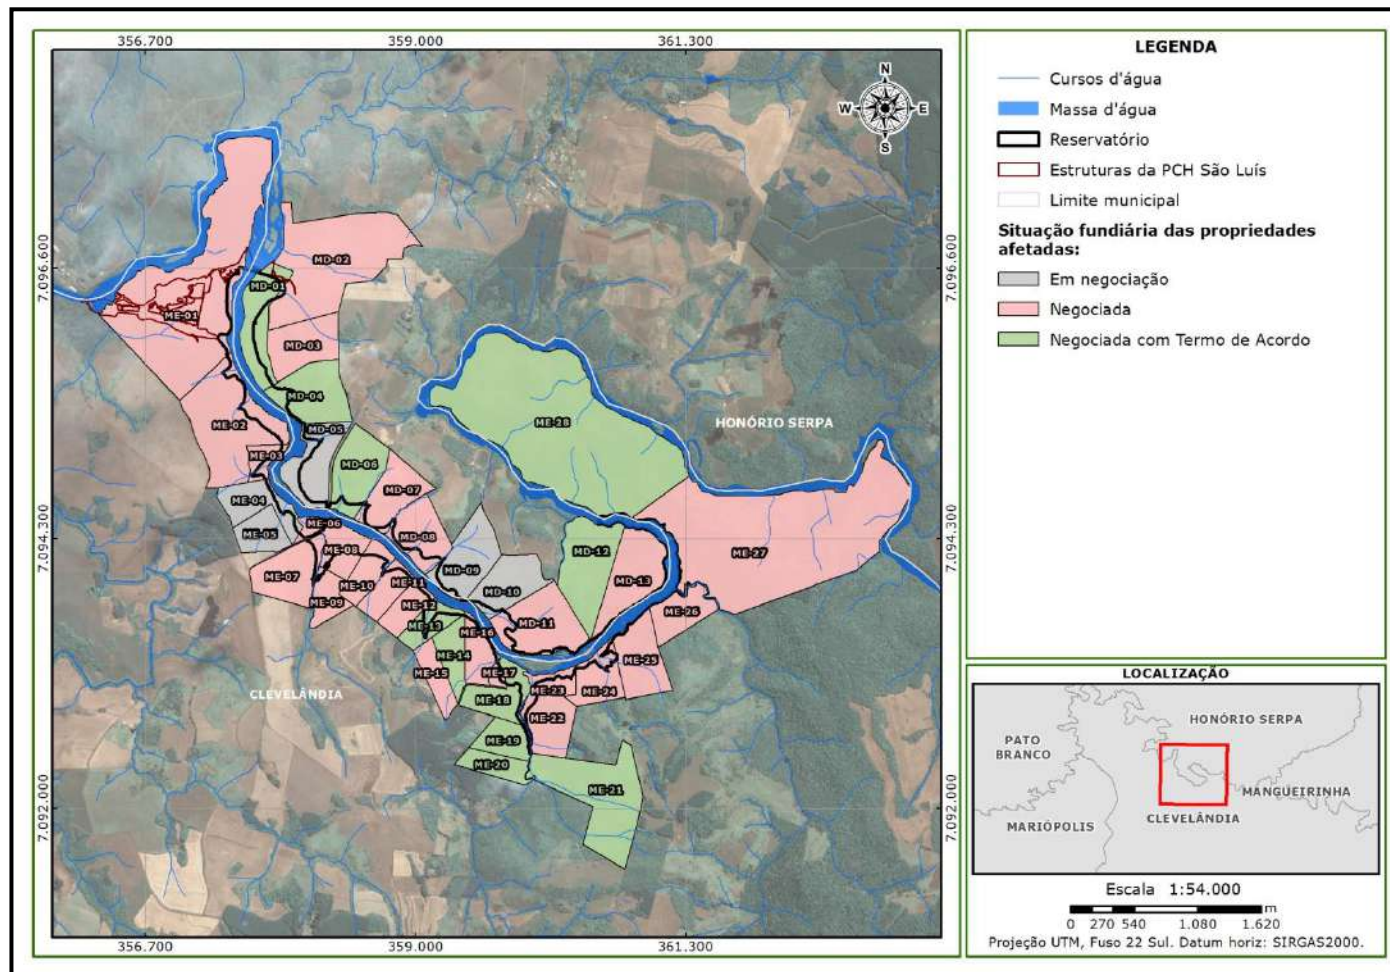 356.700
359.000
361.300
7.096.600
7.094.300
7.092.000
7.096.600
7.094.300
7.092.000
356.700
359.000
361.300
N
W
E
S
MD-02
MD-01
ME-01
MD-03
MD-04
ME-02
MD-05
ME-28
HONÓRIO SERPA
ME-03
MD-06
MD-07
ME-04
ME-06
ME-05
MD-08
MD-12
ME-27
ME-08
MD-09
MD-13
ME-07
ME-10
ME-11
MD-10
ME-09
ME-12
ME-26
ME-13
ME-16
MD-11
ME-14
ME-25
ME-15
ME-17
CLEVELÂNDIA
ME-23
ME-24
ME-18
ME-22
ME-19
ME-20
ME-21
LEGENDA
Cursos d'água
Massa d'água
Reservatório
Estruturas da PCH São Luís
Limite municipal
Situação fundiária das propriedades
afetadas:
Em negociação
Negociada
Negociada com Termo de Acordo
LOCALIZAÇÃO
HONÓRIO SERPA
PATO
BRANCO
MANGUEIRINHA
CLEVELÂNDIA
MARIÓPOLIS
Escala 1:54.000
0 270 540 1.080 1.620 m
Projeção UTM, Fuso 22 Sul. Datum horiz: SIRGAS2000.